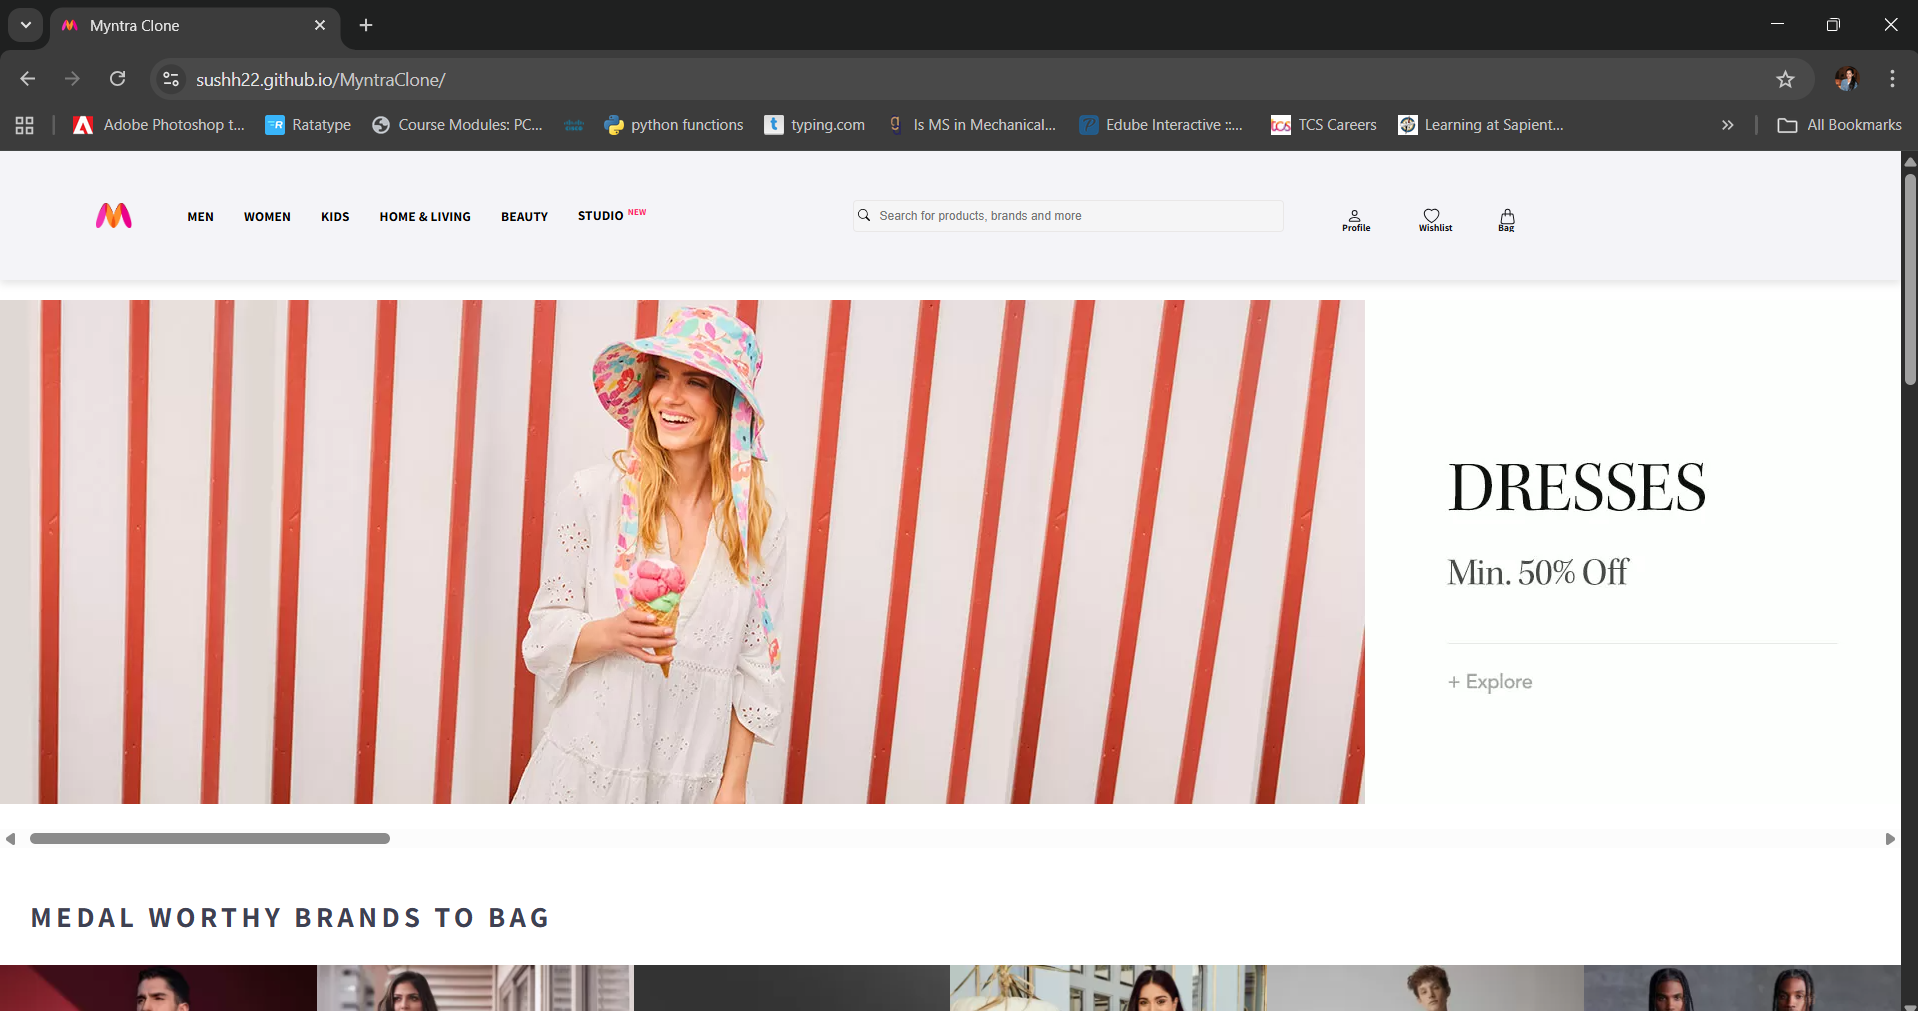 Myntra Clone
sushh22.github.io/MyntraClone/
Adobe Photoshop t... Ratatype Course Modules: PC... python functions typing.com Is MS in Mechanical... Edube Interactive ::... TCS Careers Learning at Sapient... All Bookmarks
MEN WOMEN KIDS HOME & LIVING BEAUTY STUDIO NEW Search for products, brands and more
Profile Wishlist Bag
DRESSES
Min. 50% Off
+ Explore
MEDAL WORTHY BRANDS TO BAG